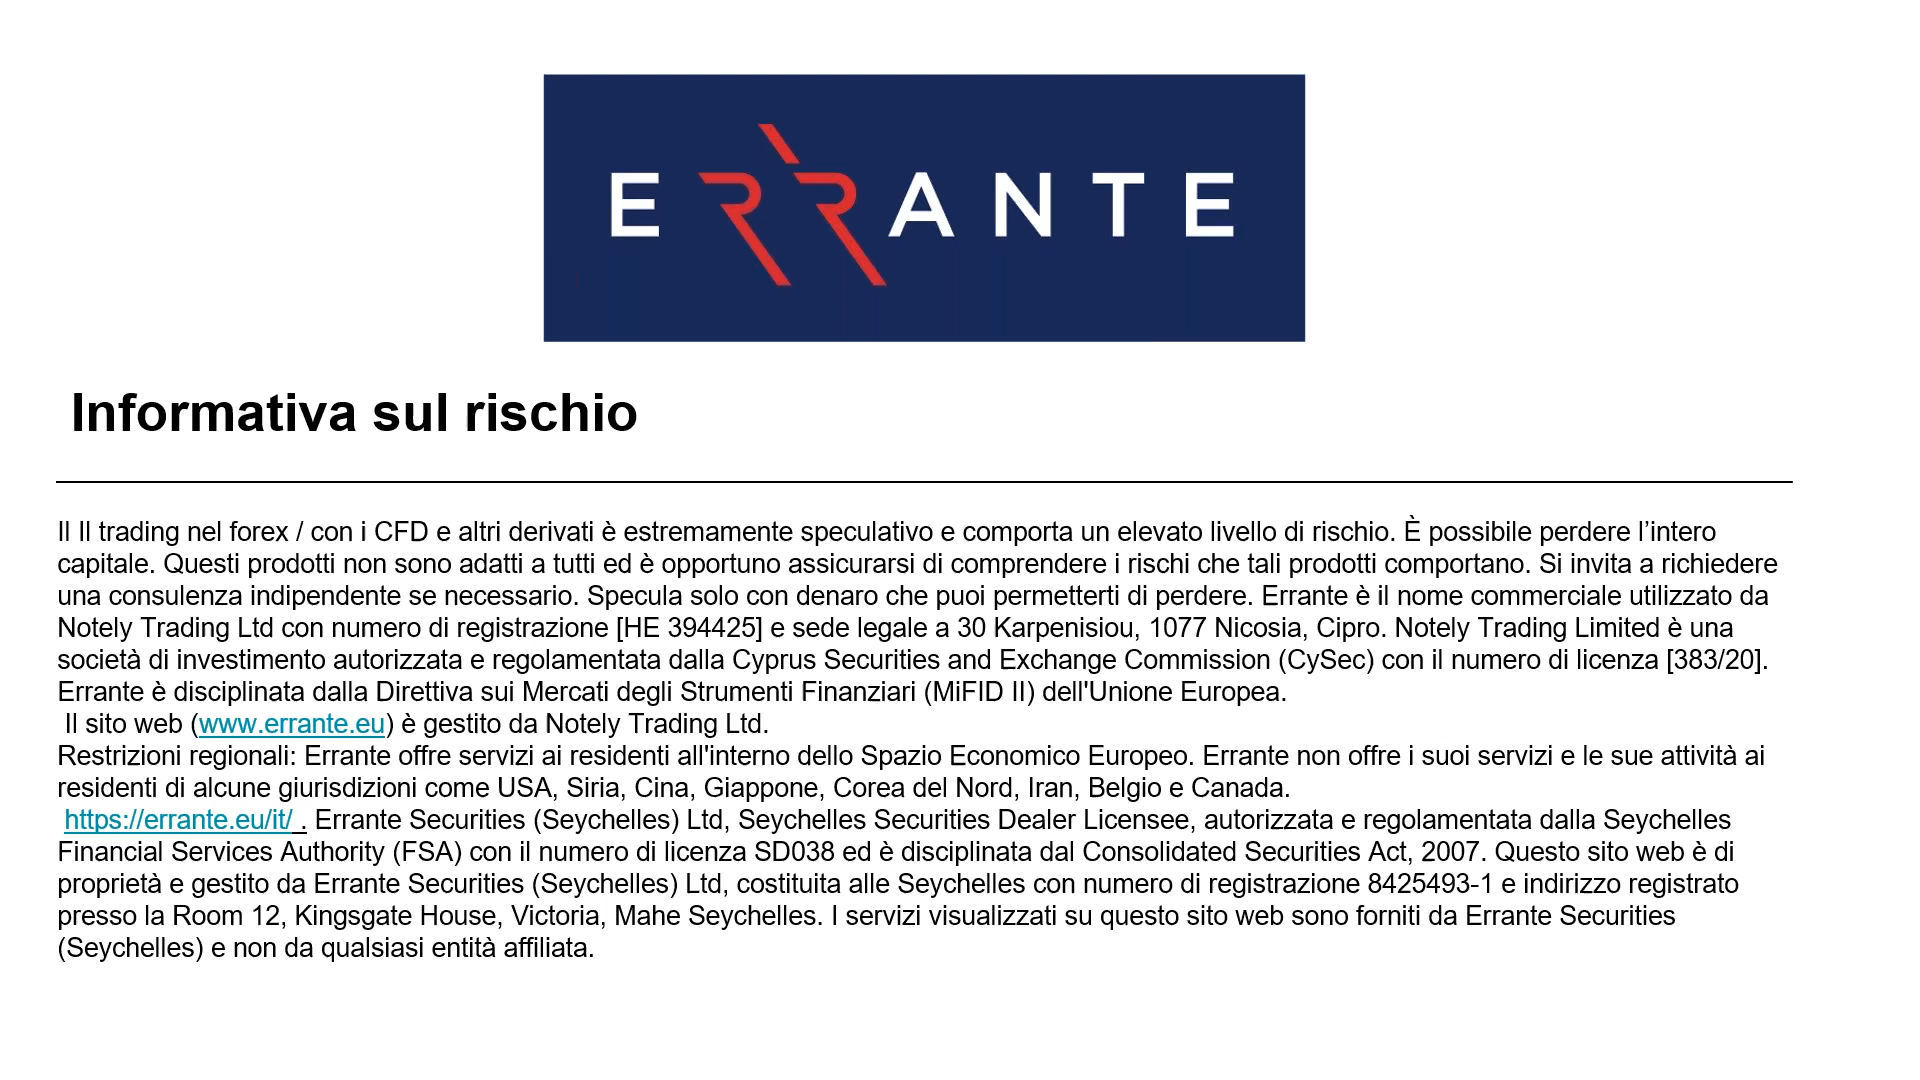 ERRANTE
Informativa sul rischio
Il Il trading nel forex / con i CFD e altri derivati è estremamente speculativo e comporta un elevato livello di rischio. È possibile perdere l’intero
capitale. Questi prodotti non sono adatti a tutti ed è opportuno assicurarsi di comprendere i rischi che tali prodotti comportano. Si invita a richiedere
una consulenza indipendente se necessario. Specula solo con denaro che puoi permetterti di perdere. Errante è il nome commerciale utilizzato da
Notely Trading Ltd con numero di registrazione [HE 394425] e sede legale a 30 Karpenisiou, 1077 Nicosia, Cipro. Notely Trading Limited è una
società di investimento autorizzata e regolamentata dalla Cyprus Securities and Exchange Commission (CySec) con il numero di licenza [383/20].
Errante è disciplinata dalla Direttiva sui Mercati degli Strumenti Finanziari (MiFID II) dell'Unione Europea.
Il sito web (www.errante.eu) è gestito da Notely Trading Ltd.
Restrizioni regionali: Errante offre servizi ai residenti all'interno dello Spazio Economico Europeo. Errante non offre i suoi servizi e le sue attività ai
residenti di alcune giurisdizioni come USA, Siria, Cina, Giappone, Corea del Nord, Iran, Belgio e Canada.
https://errante.eu/it/ . Errante Securities (Seychelles) Ltd, Seychelles Securities Dealer Licensee, autorizzata e regolamentata dalla Seychelles
Financial Services Authority (FSA) con il numero di licenza SD038 ed è disciplinata dal Consolidated Securities Act, 2007. Questo sito web è di
proprietà e gestito da Errante Securities (Seychelles) Ltd, costituita alle Seychelles con numero di registrazione 8425493-1 e indirizzo registrato
presso la Room 12, Kingsgate House, Victoria, Mahe Seychelles. I servizi visualizzati su questo sito web sono forniti da Errante Securities
(Seychelles) e non da qualsiasi entità affiliata.